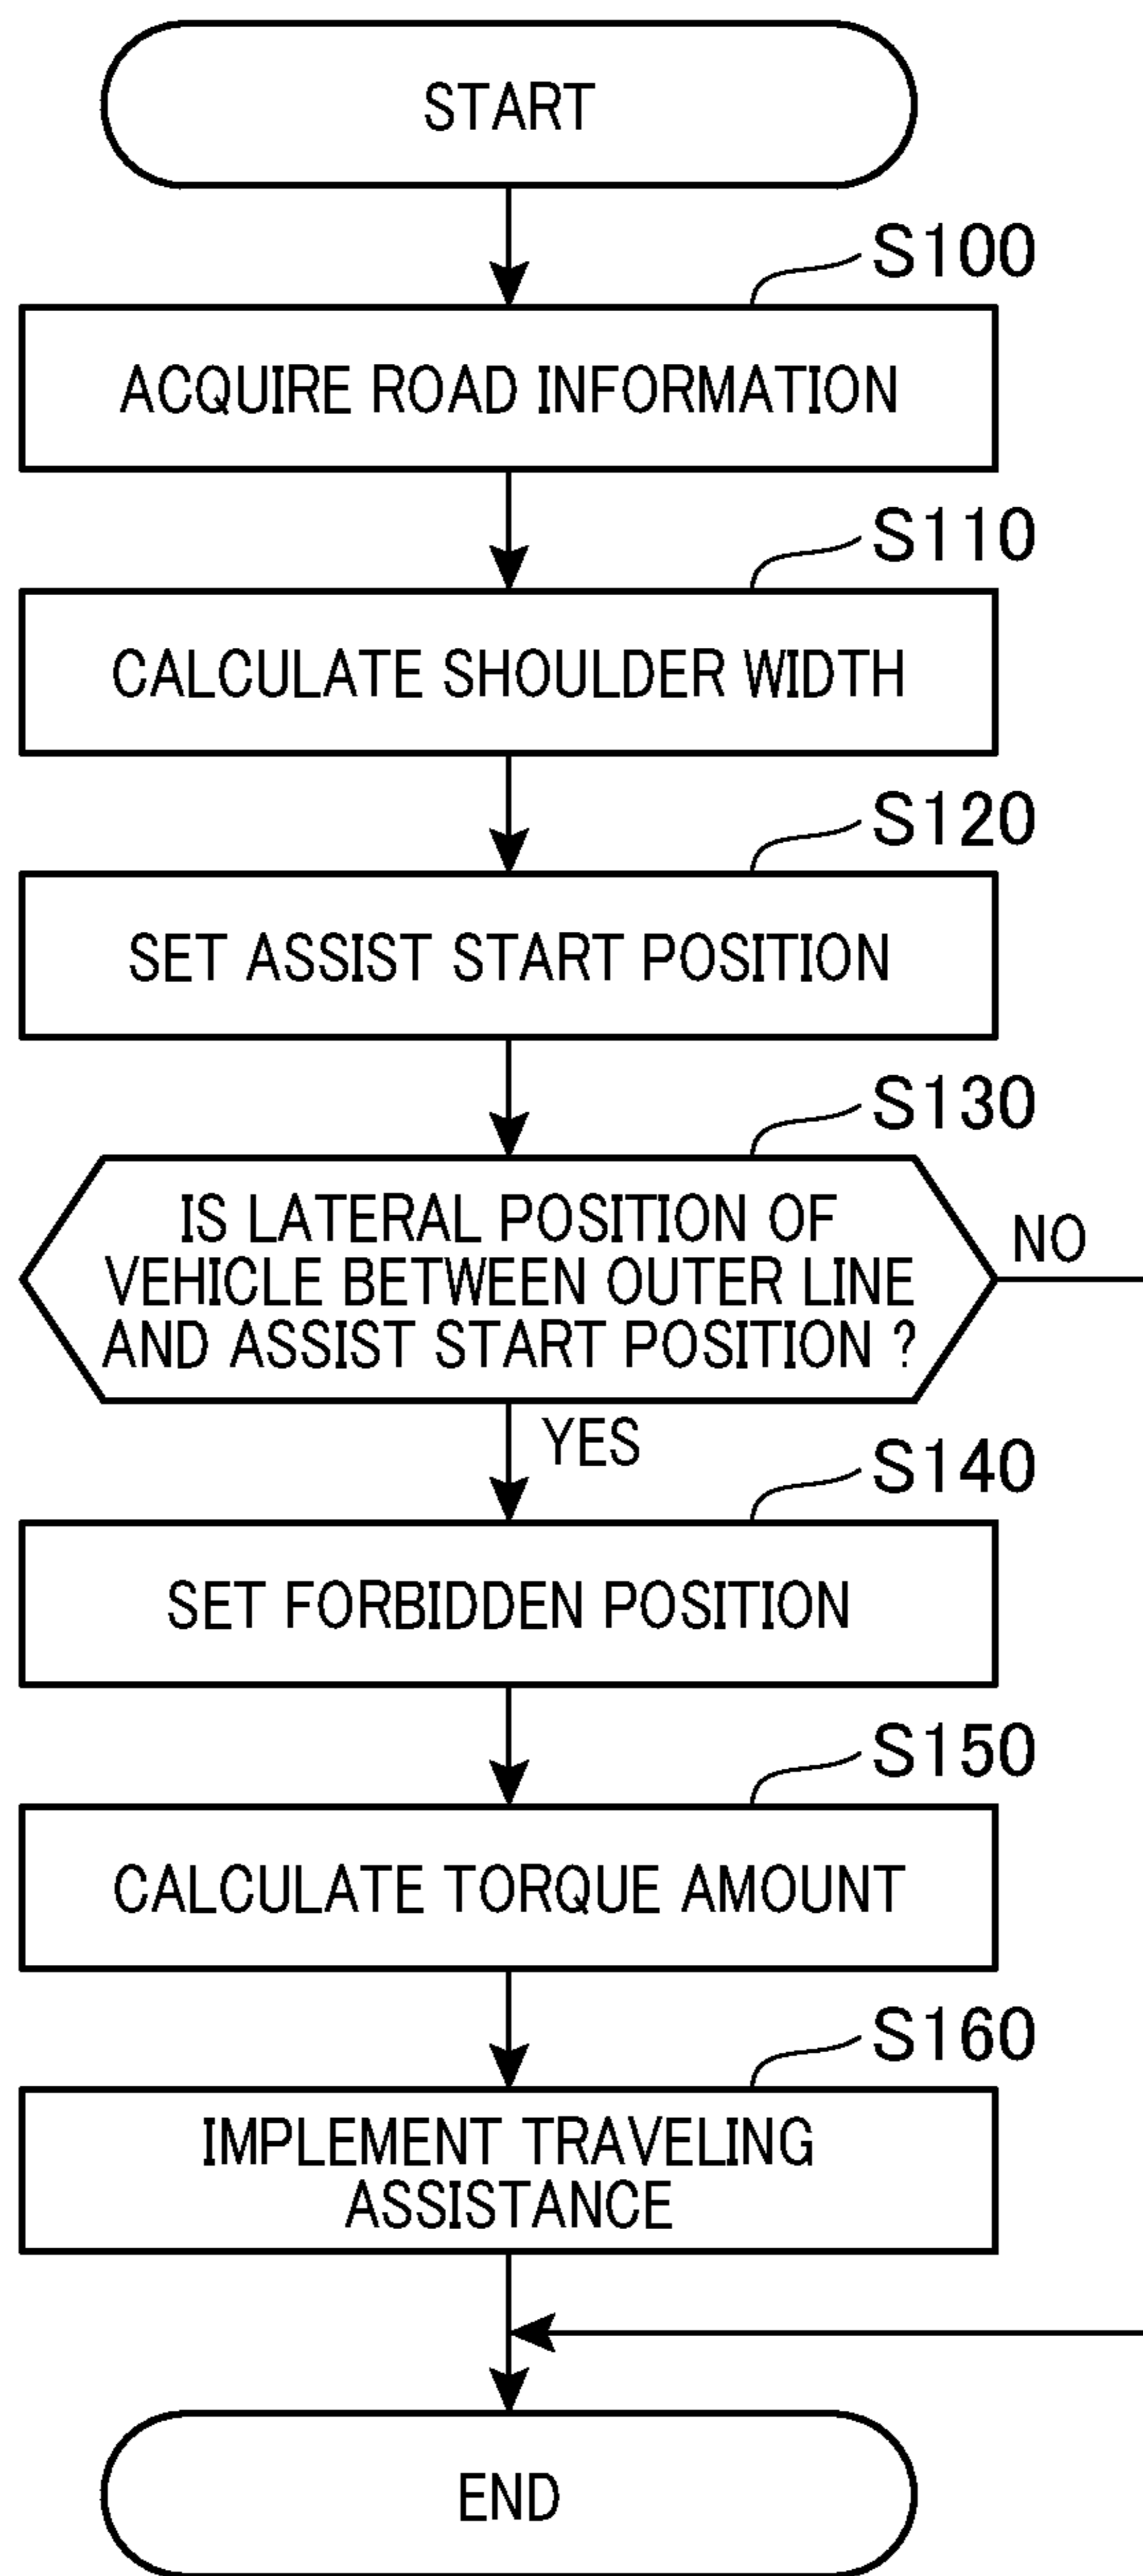 START
S100
ACQUIRE ROAD INFORMATION
S110
CALCULATE SHOULDER WIDTH
S120
SET ASSIST START POSITION
S130
IS LATERAL POSITION OF
VEHICLE BETWEEN OUTER LINE
AND ASSIST START POSITION ?
NO
YES
S140
SET FORBIDDEN POSITION
S150
CALCULATE TORQUE AMOUNT
S160
IMPLEMENT TRAVELING
ASSISTANCE
END